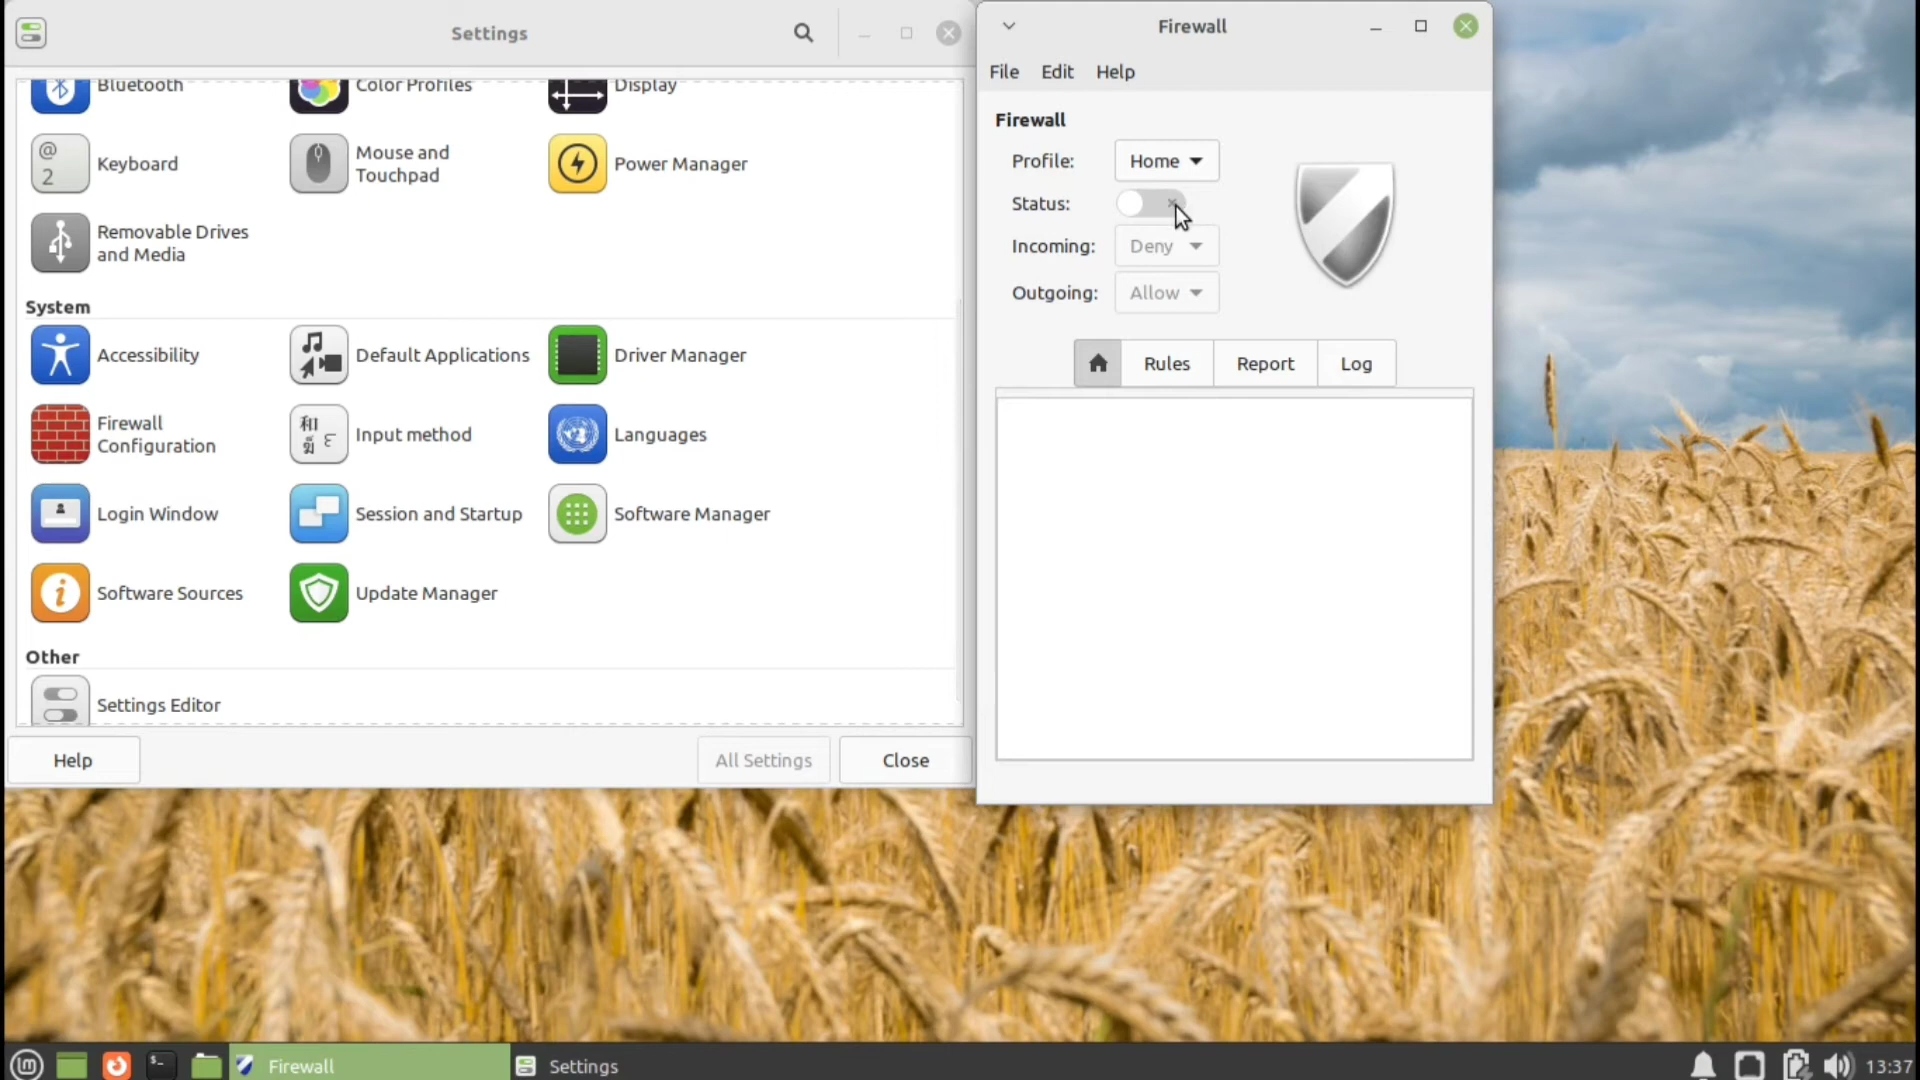 Settings
Bluetooth
Color Profiles
Display
@
2
Keyboard
Mouse and
Touchpad
Power Manager
Removable Drives
and Media
System
Accessibility
Default Applications
Driver Manager
Firewall
Configuration
Input method
Languages
Login Window
Session and Startup
Software Manager
Software Sources
Update Manager
Other
Settings Editor
Help
All Settings
Close
Firewall
File Edit Help
Firewall
Profile: Home
Status:
Incoming: Deny
Outgoing: Allow
Rules Report Log
Firewall
Settings
13:37